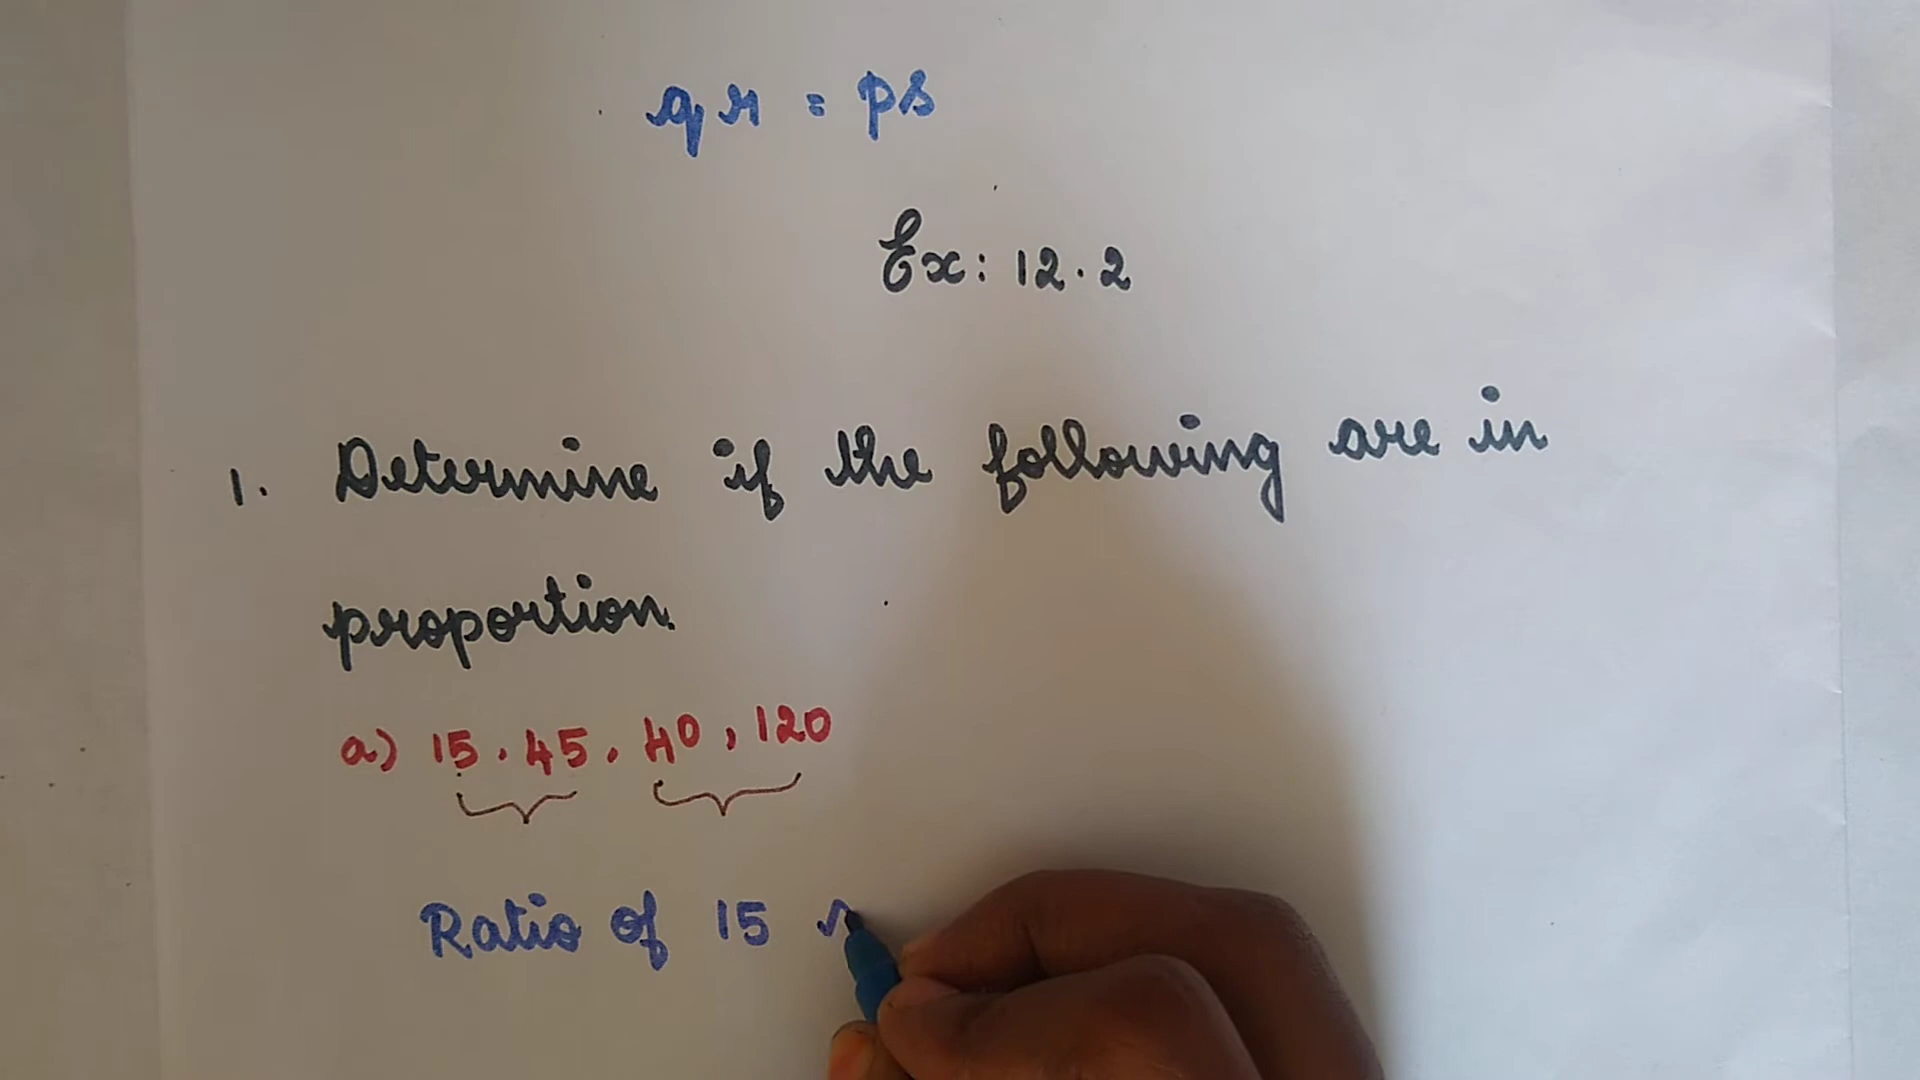 qr = ps
Ex: 12.2
1. Determine if the following are in
proportion.
a) 15, 45, 40, 120
Ratio of 15